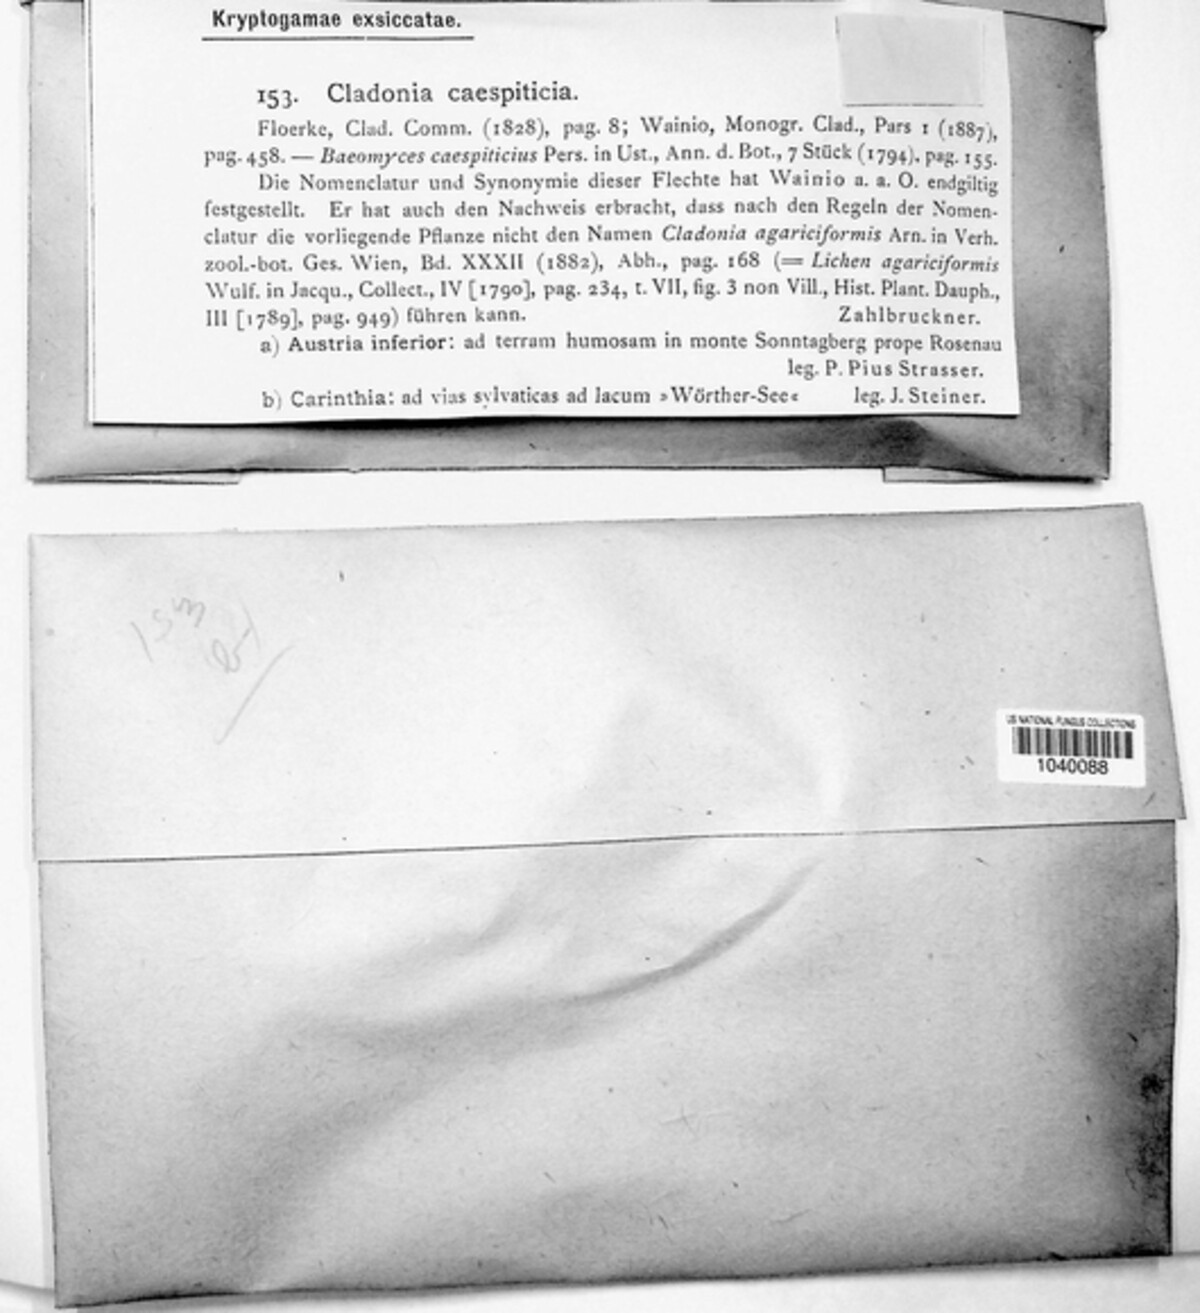 Kryptogamae exsiccatae.
153. Cladonia caespiticia.
Floerke, Clad. Comm. (1828), pag. 8; Wainio, Monogr. Clad., Pars 1 (1887),
pag. 458. — Baeomyces caespiticius Pers. in Ust., Ann. d. Bot., 7 Stück (1794), pag. 155.
Die Nomenclatur und Synonymie dieser Flechte hat Wainio a. a. O. endgiltig
festgestellt. Er hat auch den Nachweis erbracht, dass nach den Regeln der Nomen-
clatur die vorliegende Pflanze nicht den Namen Cladonia agariciformis Arn. in Verh.
zool.-bot. Ges. Wien, Bd. XXXII (1882), Abh., pag. 168 (= Lichen agariciformis
Wulf. in Jacqu., Collect., IV [1790], pag. 234, t. VII, fig. 3 non Vill., Hist. Plant. Dauph.,
III [1789], pag. 949) führen kann. Zahlbruckner.
a) Austria inferior: ad terram humosam in monte Sonntagberg prope Rosenau
leg. P. Pius Strasser.
b) Carinthia: ad vias sylvaticas ad lacum »Wörther-See« leg. J. Steiner.
US NATIONAL FUNGUS COLLECTIONS
1040088